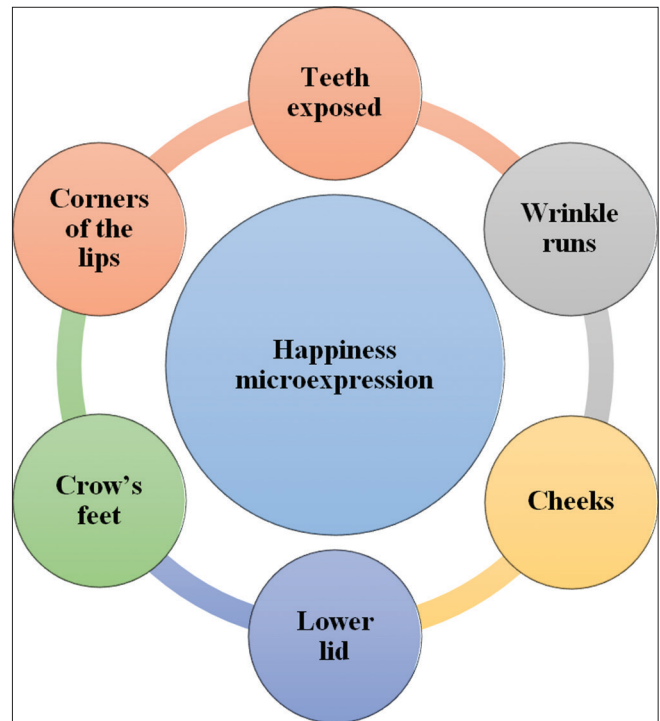 Teeth
exposed
Corners
of the
lips
Wrinkle
runs
Happiness
microexpression
Crow's
feet
Cheeks
Lower
lid